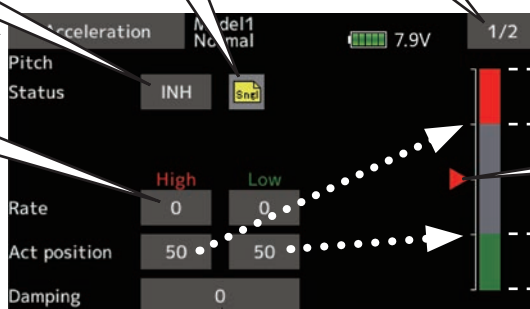 Acceleration Model1 1/2
Normal 7.9V
Pitch
Status INH Sngl
High Low
Rate 0 0
Act position 50 50
Damping 0